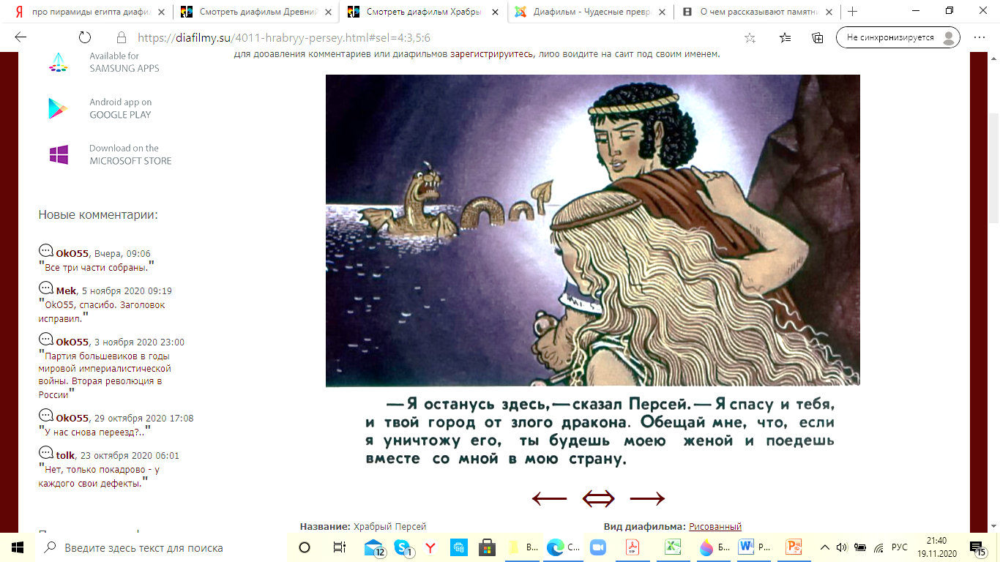 про пирамиды египта диафил
Смотреть диафильм Древний
Смотреть диафильм Храбры
Диафильм - Чудесные превр
О чем рассказывают памятни
https://diafilmy.su/4011-hrabryy-persey.html#sel=4:3,5:6
Не синхронизируется
Available for
SAMSUNG APPS
Android app on
GOOGLE PLAY
Download on the
MICROSOFT STORE
Новые комментарии:
OkO55, Вчера, 09:06
"Все три части собраны."
Mek, 5 ноября 2020 09:19
"OkO55, спасибо. Заголовок
исправил."
OkO55, 3 ноября 2020 23:00
"Партия большевиков в годы
мировой империалистической
войны. Вторая революция в
России"
OkO55, 29 октября 2020 17:08
"У нас снова переезд?.."
tolk, 23 октября 2020 06:01
"Нет, только покадрово - у
каждого свои дефекты."
Для добавления комментариев или диафильмов зарегистрируйтесь, либо войдите на сайт под своим именем.
— Я останусь здесь,— сказал Персей.— Я спасу и тебя,
и твой город от злого дракона. Обещай мне, что, если
я уничтожу его, ты будешь моею женой и поедешь
вместе со мной в мою страну.
Название: Храбрый Персей
Вид диафильма: Рисованный
Введите здесь текст для поиска
12
1
В...
С...
Б...
Р...
РУС
21:40
19.11.2020
15